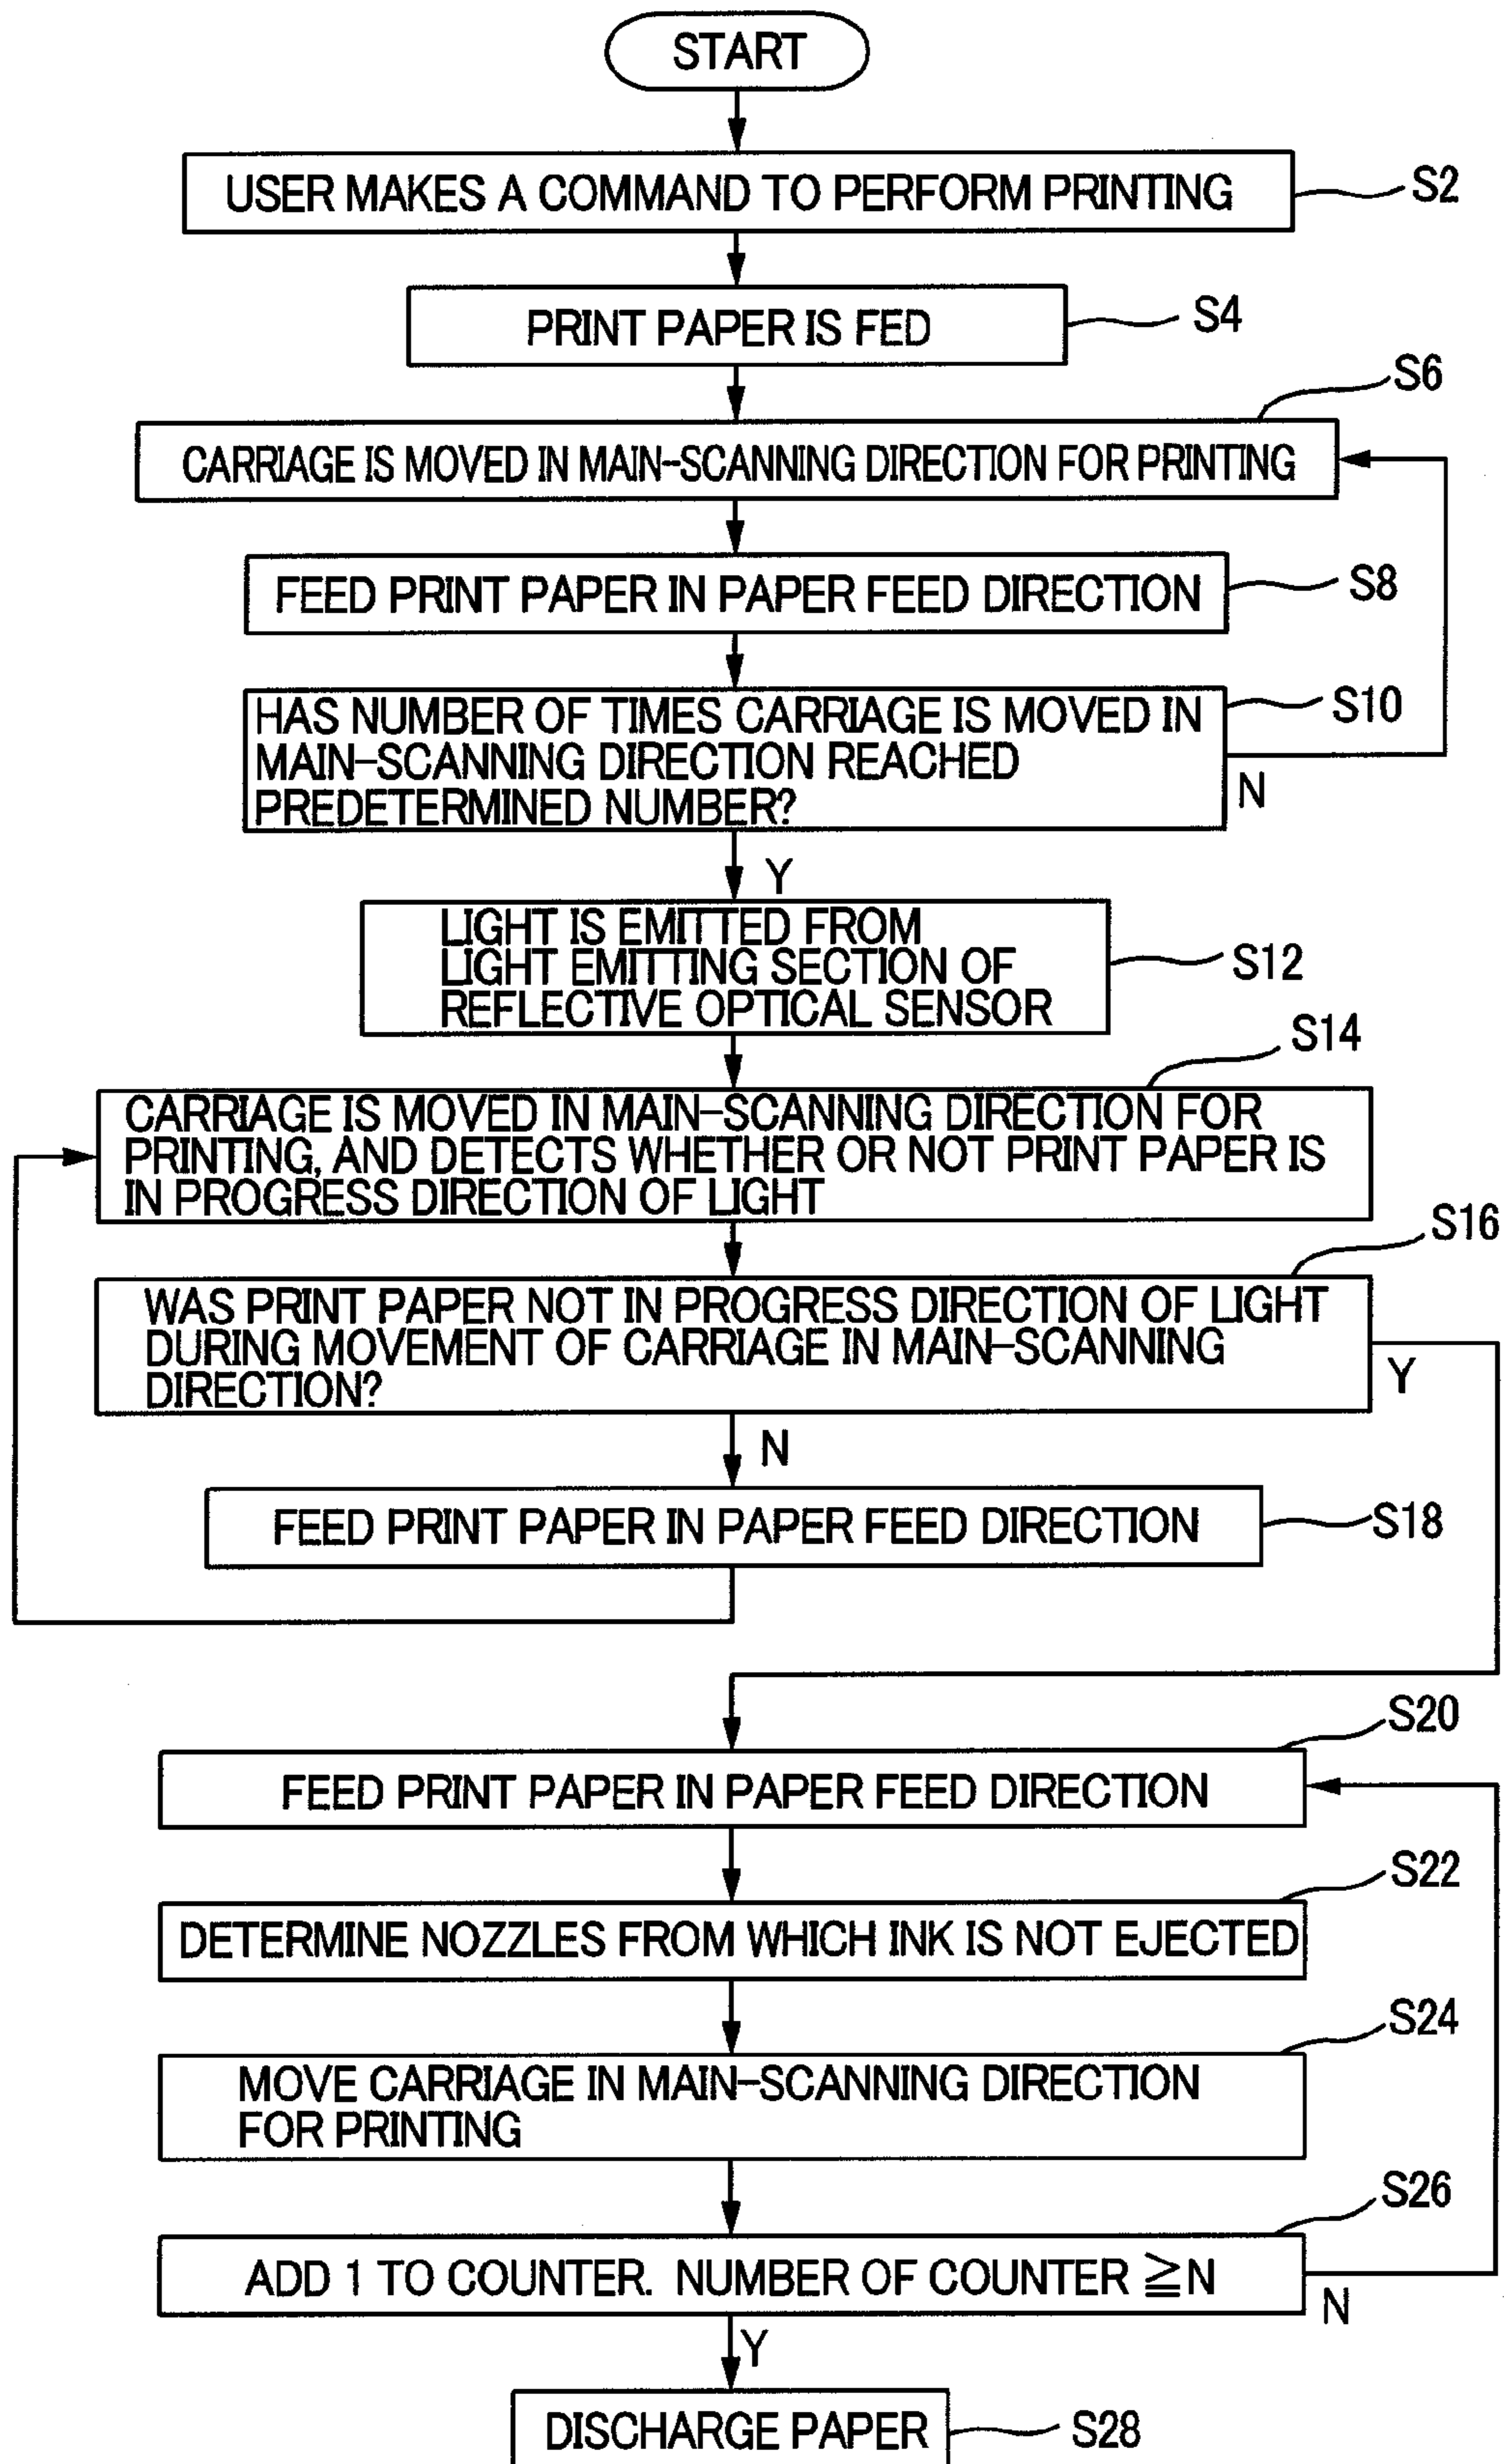 START
USER MAKES A COMMAND TO PERFORM PRINTING
S2
PRINT PAPER IS FED
S4
S6
CARRIAGE IS MOVED IN MAIN-SCANNING DIRECTION FOR PRINTING
FEED PRINT PAPER IN PAPER FEED DIRECTION
S8
HAS NUMBER OF TIMES CARRIAGE IS MOVED IN
MAIN-SCANNING DIRECTION REACHED
PREDETERMINED NUMBER?
S10
N
Y
LIGHT IS EMITTED FROM
LIGHT EMITTING SECTION OF
REFLECTIVE OPTICAL SENSOR
S12
S14
CARRIAGE IS MOVED IN MAIN-SCANNING DIRECTION FOR
PRINTING, AND DETECTS WHETHER OR NOT PRINT PAPER IS
IN PROGRESS DIRECTION OF LIGHT
S16
WAS PRINT PAPER NOT IN PROGRESS DIRECTION OF LIGHT
DURING MOVEMENT OF CARRIAGE IN MAIN-SCANNING
DIRECTION?
Y
N
FEED PRINT PAPER IN PAPER FEED DIRECTION
S18
S20
FEED PRINT PAPER IN PAPER FEED DIRECTION
S22
DETERMINE NOZZLES FROM WHICH INK IS NOT EJECTED
S24
MOVE CARRIAGE IN MAIN-SCANNING DIRECTION
FOR PRINTING
S26
ADD 1 TO COUNTER. NUMBER OF COUNTER ≧N
N
Y
DISCHARGE PAPER
S28